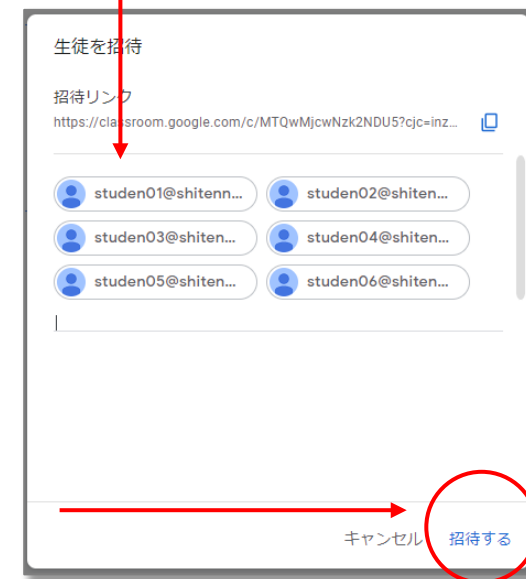 生徒を招待
招待リンク
https://classroom.google.com/c/MTQwMjcwNzk2NDU5?cjc=inz...
studen01@shitenn... studen02@shiten...
studen03@shiten... studen04@shiten...
studen05@shiten... studen06@shiten...
キャンセル 招待する